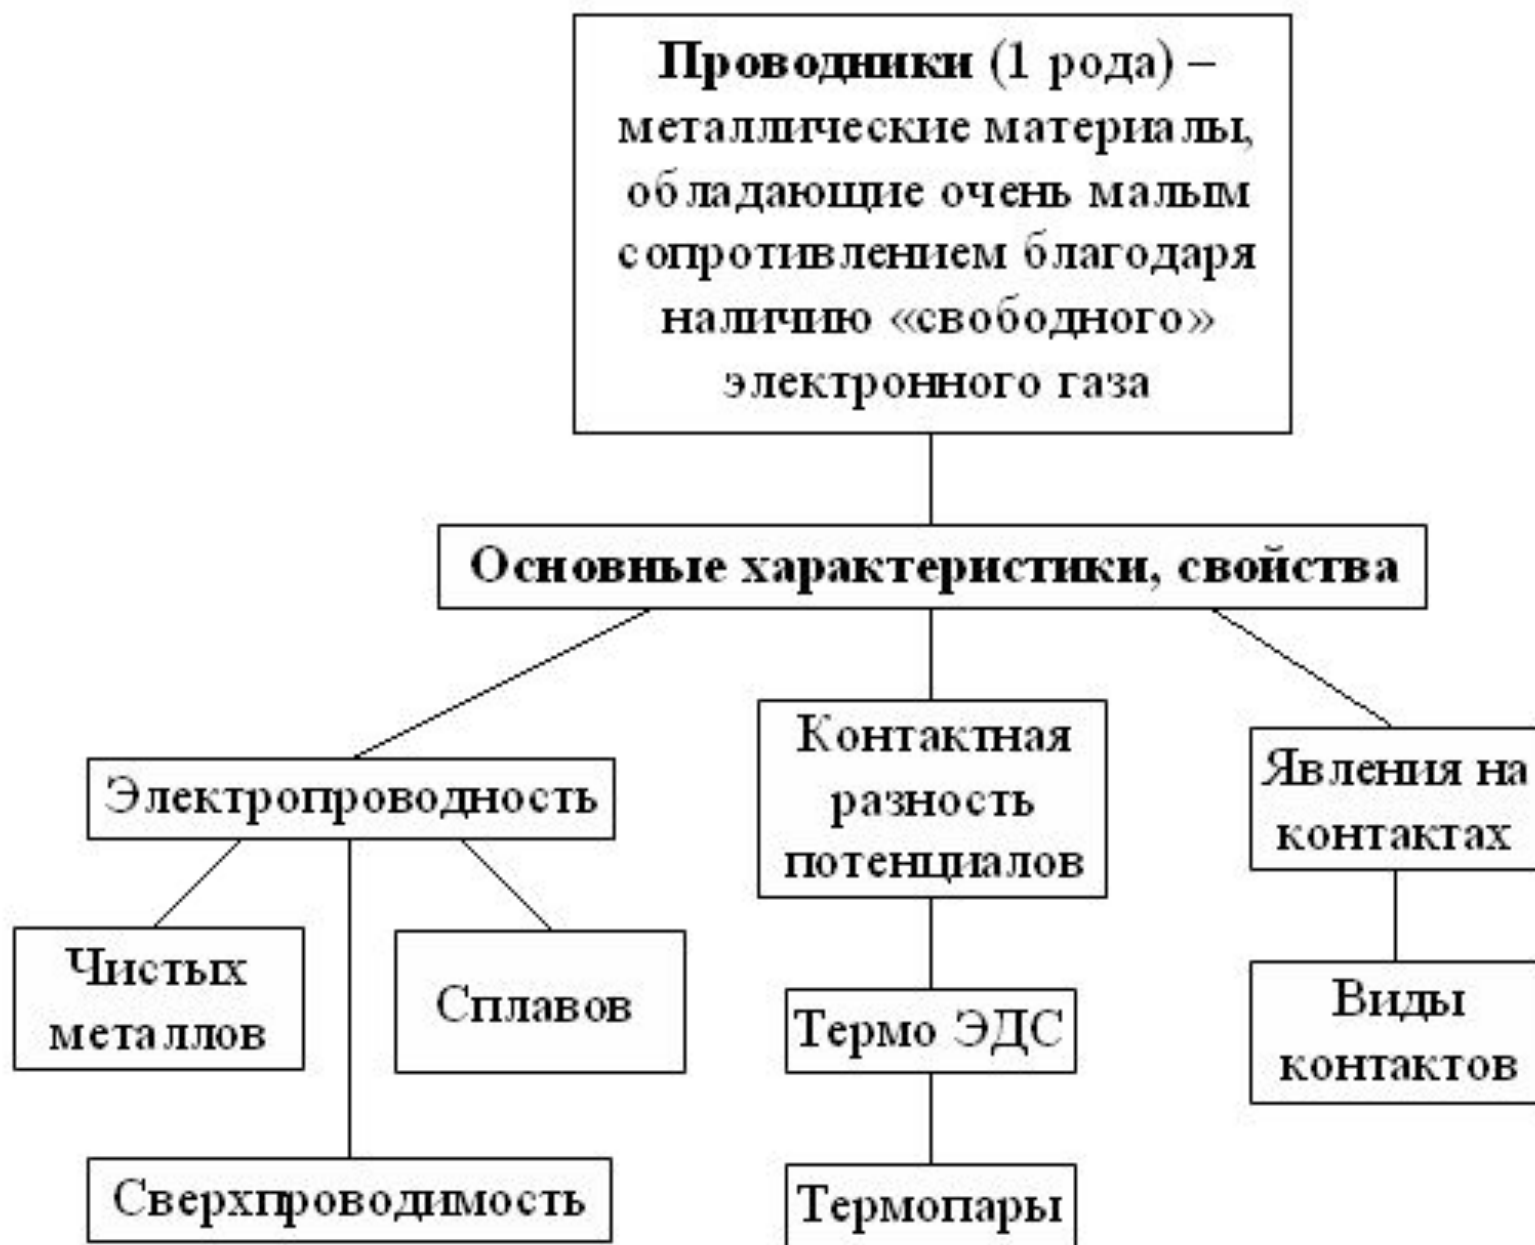 Проводники (1 рода) –
металлические материалы,
обладающие очень малым
сопротивлением благодаря
наличию «свободного»
электронного газа
Основные характеристики, свойства
Электропроводность
Контактная
разность
потенциалов
Явления на
контактах
Чистых
металлов
Сплавов
Термо ЭДС
Виды
контактов
Сверхпроводимость
Термопары